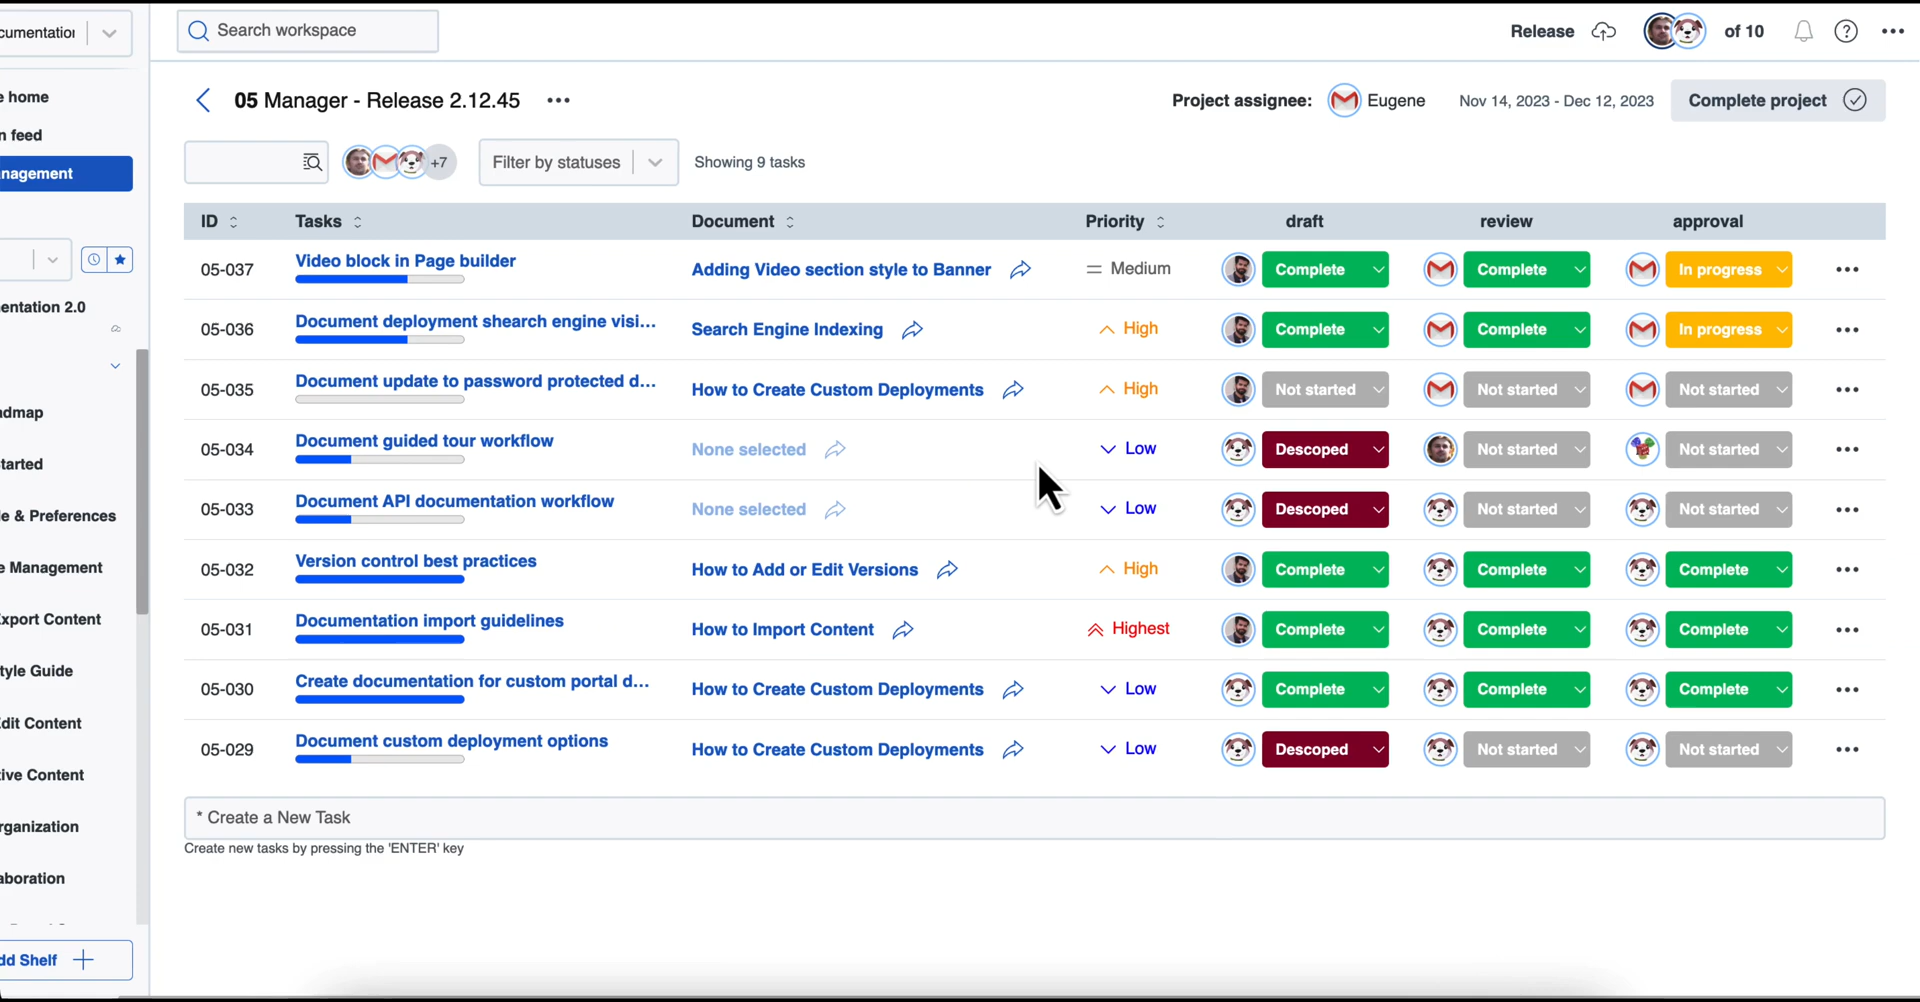 cumentation
Search workspace
Release
of 10
e home
n feed
nagement
entation 2.0
admap
tarted
le & Preferences
e Management
xport Content
tyle Guide
dit Content
tive Content
rganization
aboration
dd Shelf
05 Manager - Release 2.12.45
Project assignee: Eugene Nov 14, 2023 - Dec 12, 2023 Complete project
+7 Filter by statuses Showing 9 tasks
ID Tasks Document Priority draft review approval
05-037 Video block in Page builder Adding Video section style to Banner Medium Complete Complete In progress
05-036 Document deployment shearch engine visi... Search Engine Indexing High Complete Complete In progress
05-035 Document update to password protected d... How to Create Custom Deployments High Not started Not started Not started
05-034 Document guided tour workflow None selected Low Descoped Not started Not started
05-033 Document API documentation workflow None selected Low Descoped Not started Not started
05-032 Version control best practices How to Add or Edit Versions High Complete Complete Complete
05-031 Documentation import guidelines How to Import Content Highest Complete Complete Complete
05-030 Create documentation for custom portal d... How to Create Custom Deployments Low Complete Complete Complete
05-029 Document custom deployment options How to Create Custom Deployments Low Descoped Not started Not started
* Create a New Task
Create new tasks by pressing the 'ENTER' key